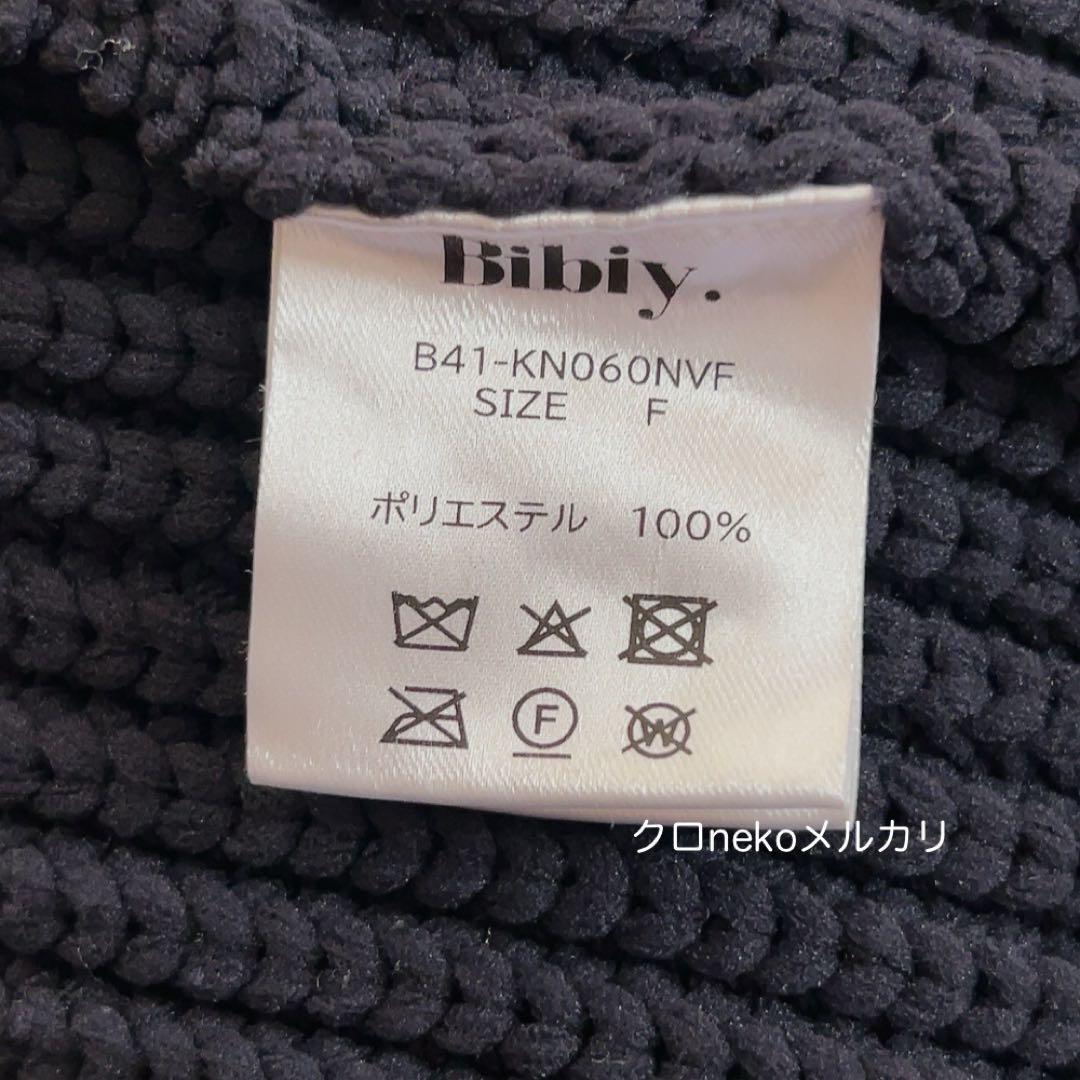 Bibiy.
B41-KN060NVF
SIZE F
ポリエステル 100%
F
W
クロnekoメルカリ